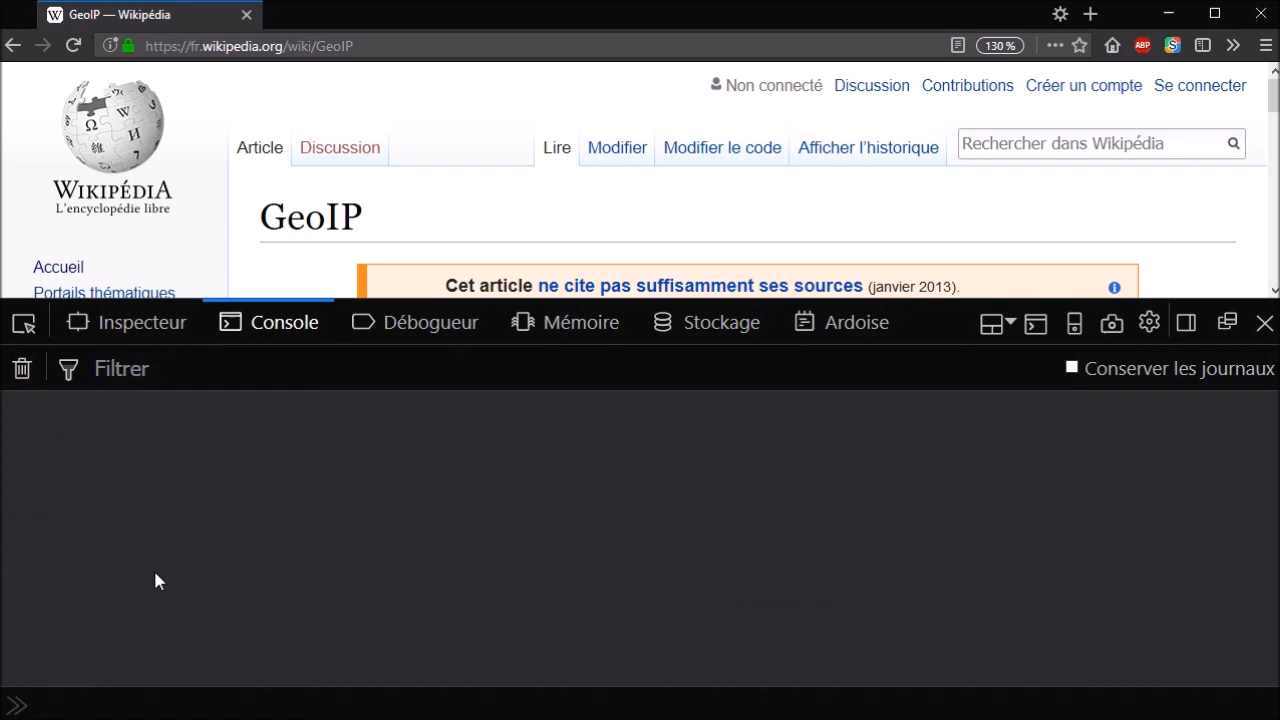 GeoIP — Wikipédia
https://fr.wikipedia.org/wiki/GeoIP
130 %
ABP
S
Non connecté Discussion Contributions Créer un compte Se connecter
Article Discussion Lire Modifier Modifier le code Afficher l'historique Rechercher dans Wikipédia
WIKIPÉDIA
L'encyclopédie libre
GeoIP
Accueil
Portails thématiques
Cet article ne cite pas suffisamment ses sources (janvier 2013).
Inspecteur Console Débogueur Mémoire Stockage Ardoise
Filtrer Conserver les journaux